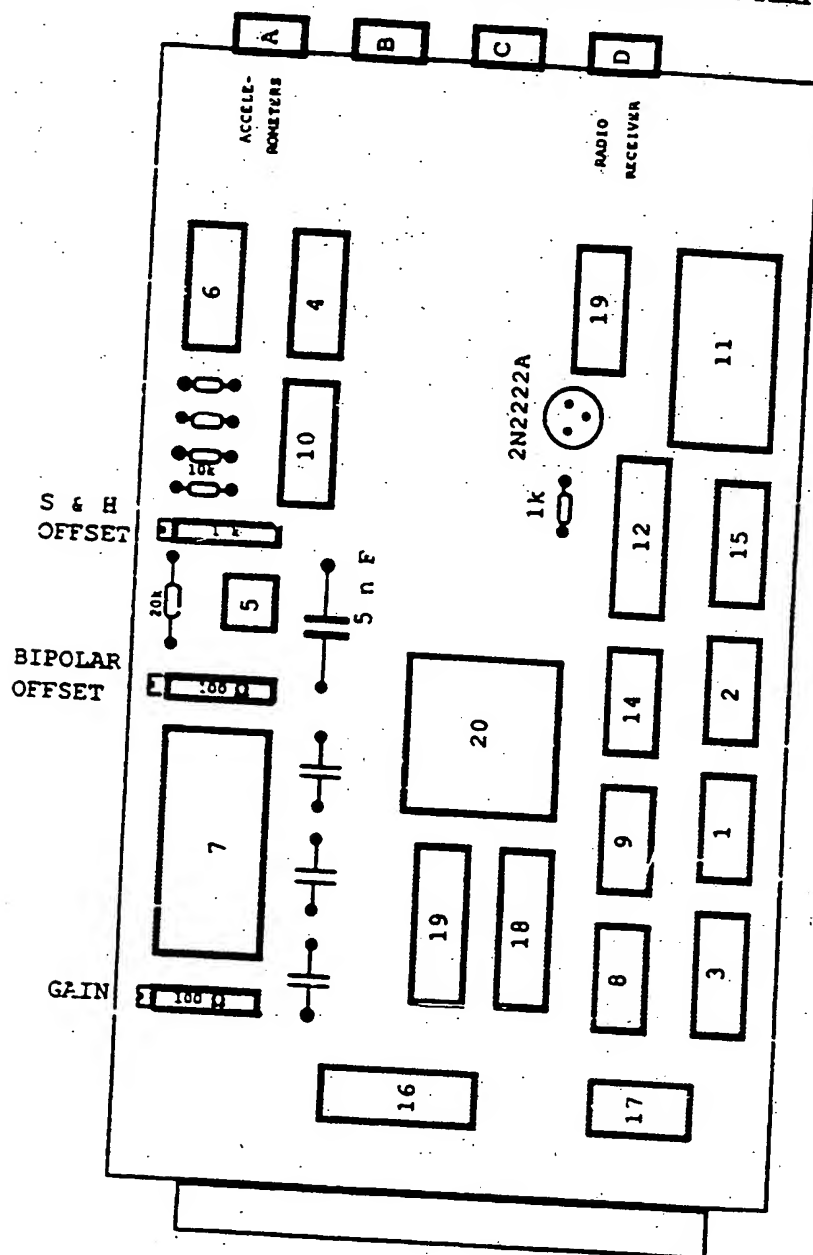 A
B
C
D
ACCELE-
ROMETERS
RADIO
RECEIVER
6
4
19
11
2N2222A
10
10k
1k
12
15
S & H
OFFSET
1 k
20k
5
5 n F
BIPOLAR
OFFSET
100 Ω
14
2
20
7
9
1
19
18
8
3
GAIN
100 Ω
16
17